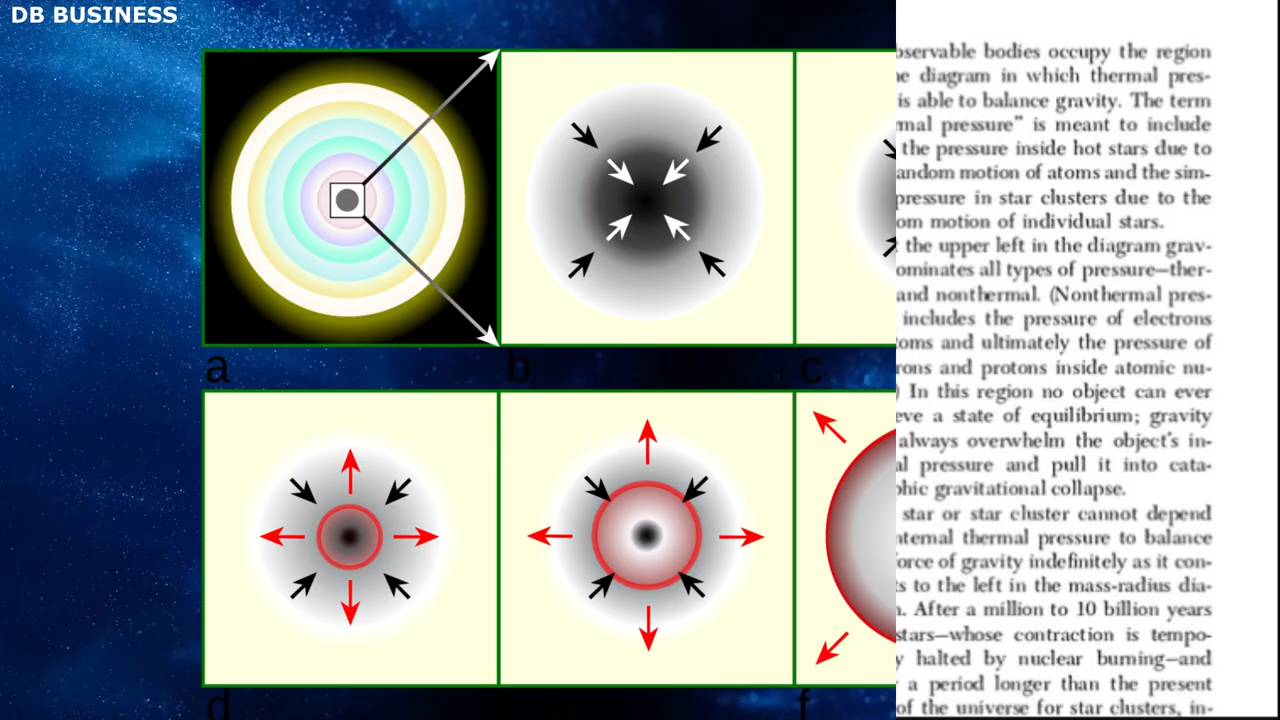 DB BUSINESS
a
b
c
d
f
bservable bodies occupy the region
e diagram in which thermal pres-
is able to balance gravity. The term
mal pressure” is meant to include
the pressure inside hot stars due to
andom motion of atoms and the sim-
pressure in star clusters due to the
om motion of individual stars.
the upper left in the diagram grav-
ominates all types of pressure—ther-
and nonthermal. (Nonthermal pres-
includes the pressure of electrons
oms and ultimately the pressure of
rons and protons inside atomic nu-
) In this region no object can ever
eve a state of equilibrium; gravity
always overwhelm the object's in-
al pressure and pull it into cata-
phic gravitational collapse.
star or star cluster cannot depend
nternal thermal pressure to balance
orce of gravity indefinitely as it con-
s to the left in the mass-radius dia-
. After a million to 10 billion years
stars—whose contraction is tempo-
y halted by nuclear burning—and
a period longer than the present
of the universe for star clusters, in-